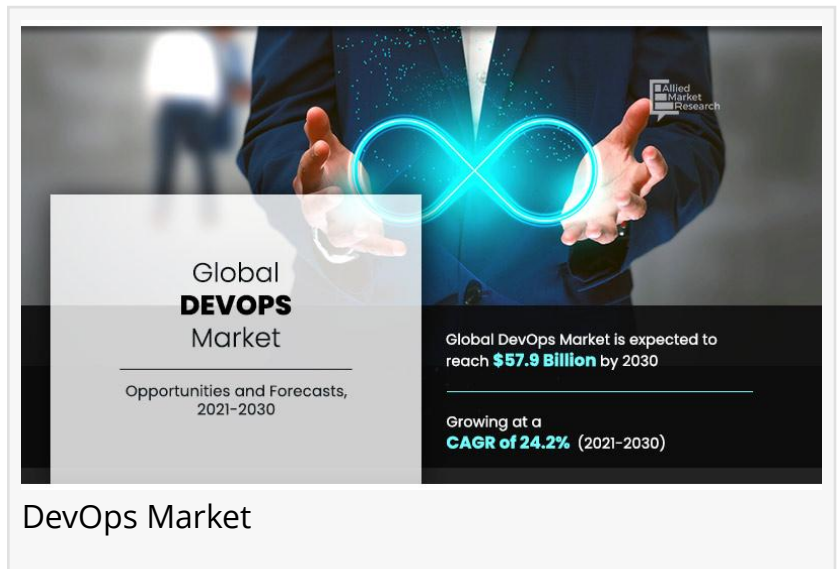 Allied
Market
Research
Global
DEVOPS
Market
Opportunities and Forecasts,
2021-2030
Global DevOps Market is expected to
reach $57.9 Billion by 2030
Growing at a
CAGR of 24.2% (2021-2030)
DevOps Market